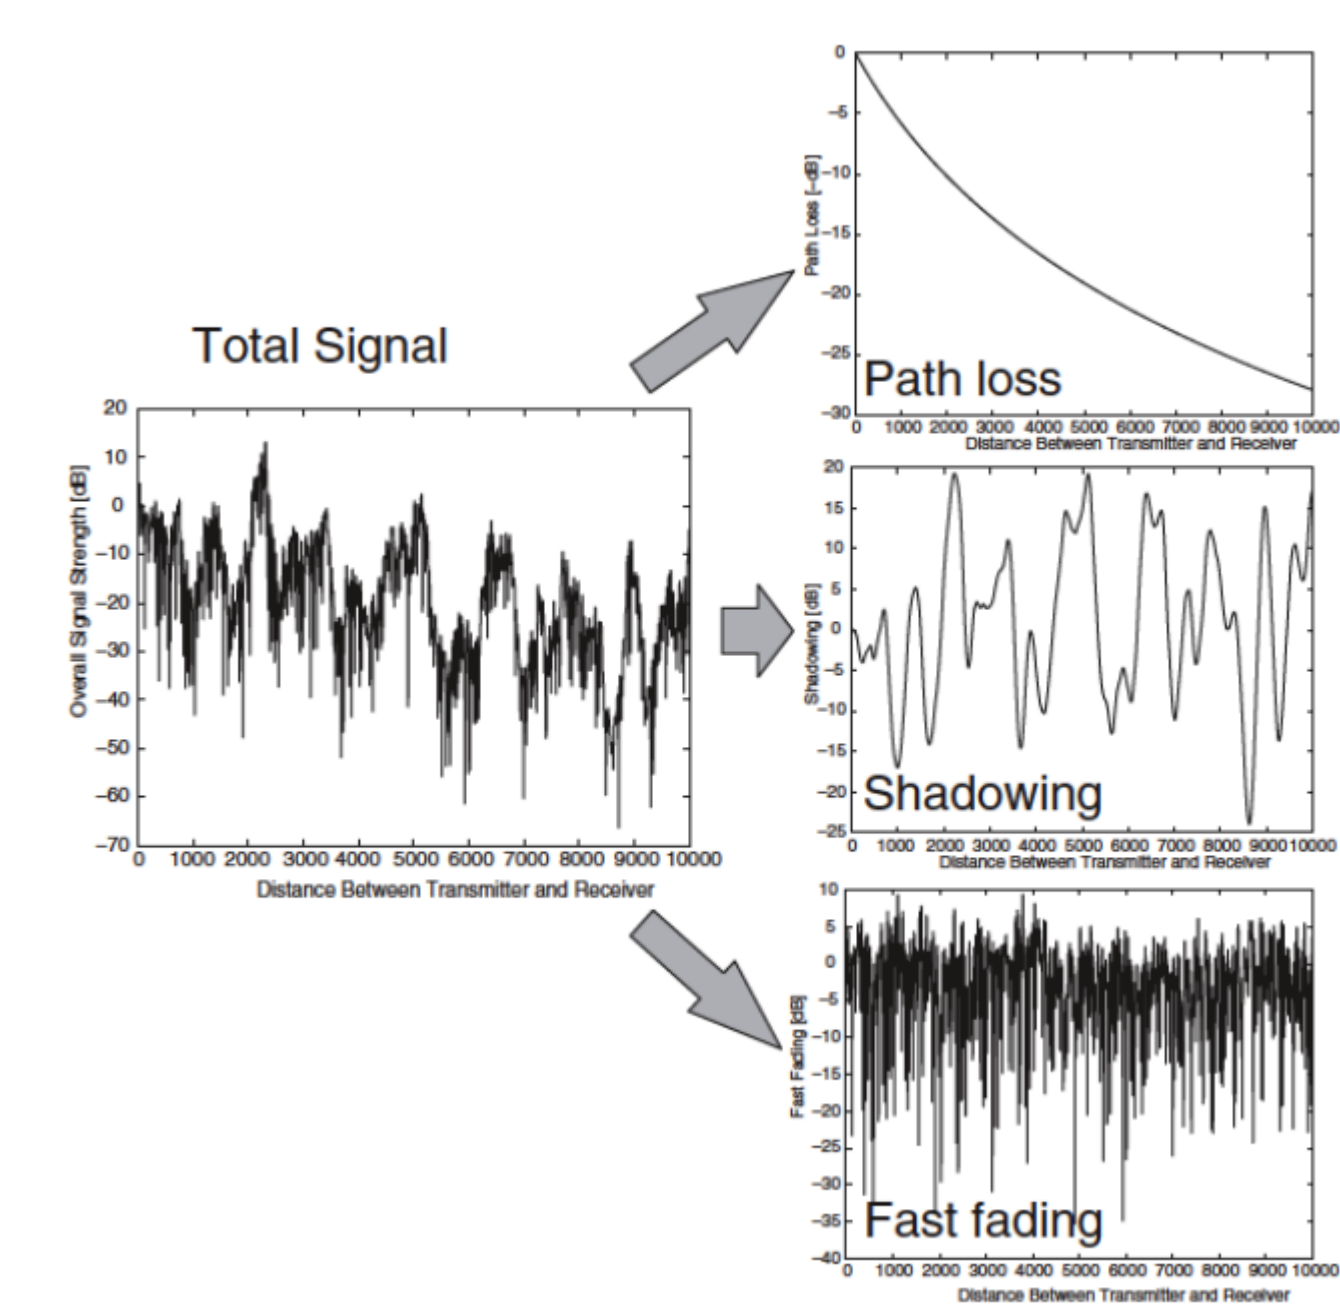 Total Signal
20
10
0
−10
−20
−30
−40
−50
−60
−70
Overall Signal Strength [dB]
0 1000 2000 3000 4000 5000 6000 7000 8000 9000 10000
Distance Between Transmitter and Receiver
0
−5
−10
−15
−20
−25
−30
Path Loss [−dB]
Path loss
0 1000 2000 3000 4000 5000 6000 7000 8000 9000 10000
Distance Between Transmitter and Receiver
20
15
10
5
0
−5
−10
−15
−20
−25
Shadowing [dB]
Shadowing
0 1000 2000 3000 4000 5000 6000 7000 8000 9000 10000
Distance Between Transmitter and Receiver
10
5
0
−5
−10
−15
−20
−25
−30
−35
−40
Fast Fading [dB]
Fast fading
0 1000 2000 3000 4000 5000 6000 7000 8000 9000 10000
Distance Between Transmitter and Receiver